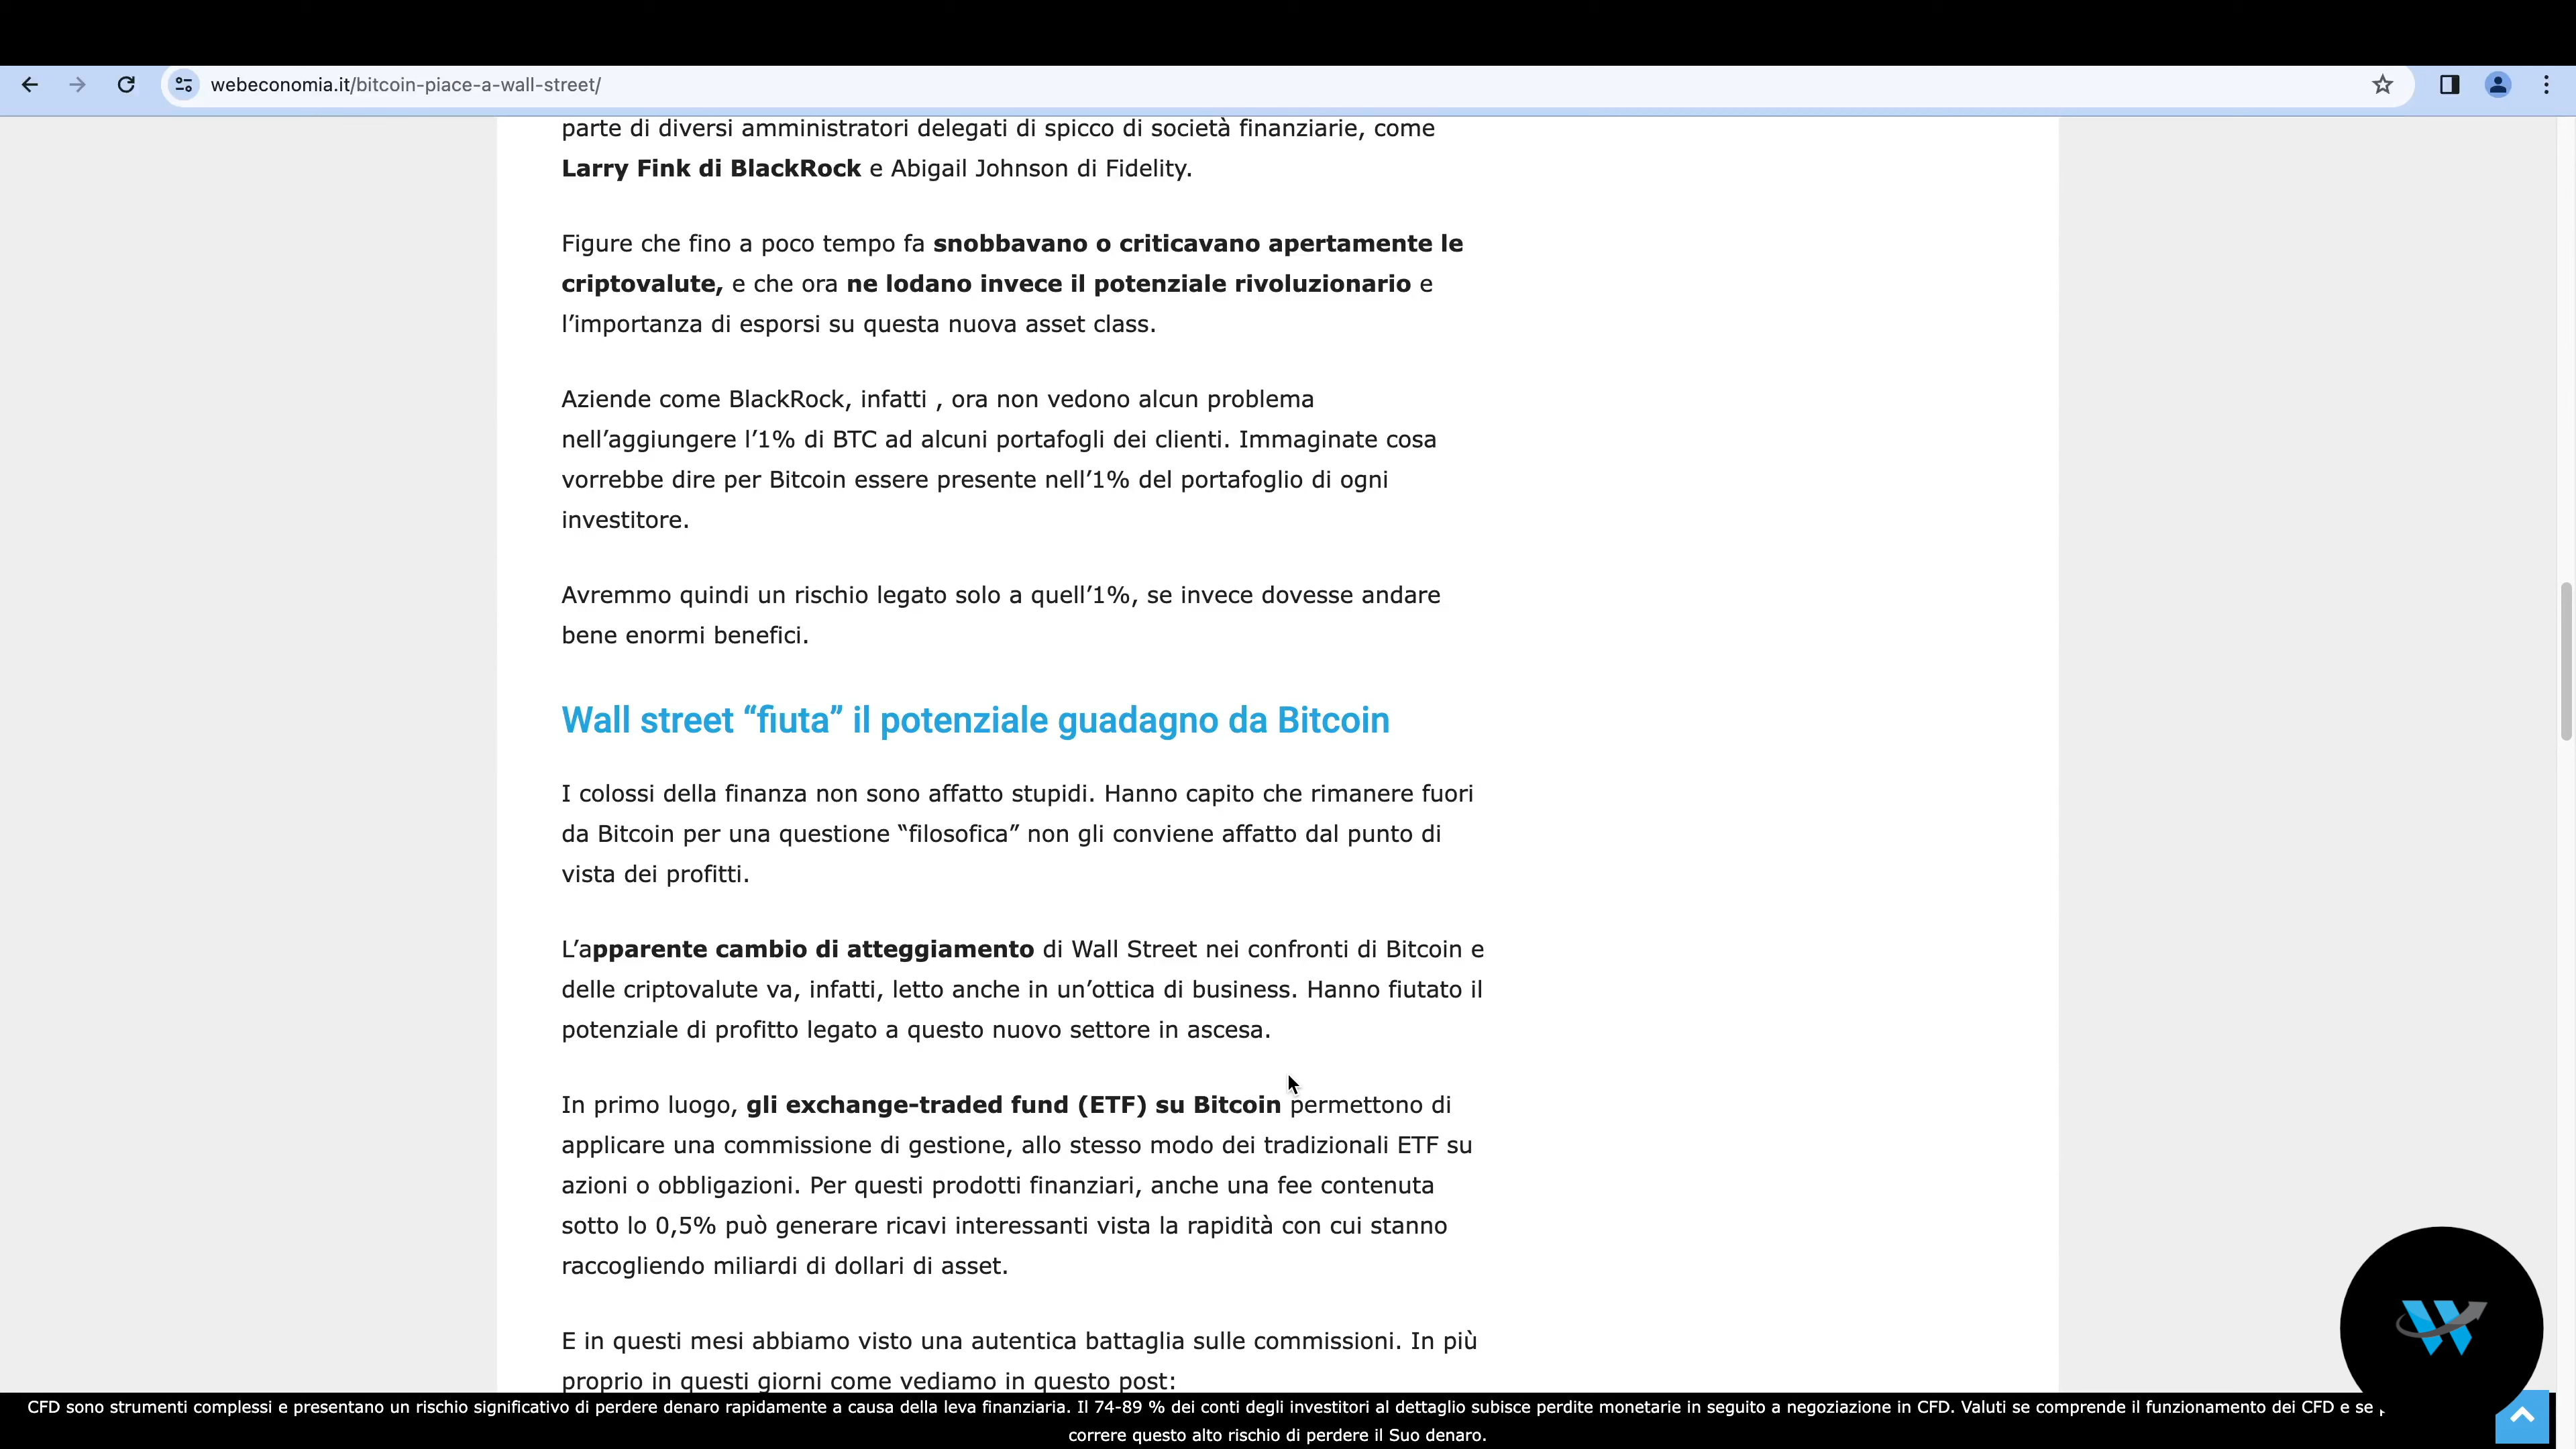 webeconomia.it/bitcoin-piace-a-wall-street/
parte di diversi amministratori delegati di spicco di società finanziarie, come
Larry Fink di BlackRock e Abigail Johnson di Fidelity.
Figure che fino a poco tempo fa snobbavano o criticavano apertamente le
criptovalute, e che ora ne lodano invece il potenziale rivoluzionario e
l’importanza di esporsi su questa nuova asset class.
Aziende come BlackRock, infatti , ora non vedono alcun problema
nell’aggiungere l’1% di BTC ad alcuni portafogli dei clienti. Immaginate cosa
vorrebbe dire per Bitcoin essere presente nell’1% del portafoglio di ogni
investitore.
Avremmo quindi un rischio legato solo a quell’1%, se invece dovesse andare
bene enormi benefici.
Wall street “fiuta” il potenziale guadagno da Bitcoin
I colossi della finanza non sono affatto stupidi. Hanno capito che rimanere fuori
da Bitcoin per una questione “filosofica” non gli conviene affatto dal punto di
vista dei profitti.
L’apparente cambio di atteggiamento di Wall Street nei confronti di Bitcoin e
delle criptovalute va, infatti, letto anche in un’ottica di business. Hanno fiutato il
potenziale di profitto legato a questo nuovo settore in ascesa.
In primo luogo, gli exchange-traded fund (ETF) su Bitcoin permettono di
applicare una commissione di gestione, allo stesso modo dei tradizionali ETF su
azioni o obbligazioni. Per questi prodotti finanziari, anche una fee contenuta
sotto lo 0,5% può generare ricavi interessanti vista la rapidità con cui stanno
raccogliendo miliardi di dollari di asset.
E in questi mesi abbiamo visto una autentica battaglia sulle commissioni. In più
proprio in questi giorni come vediamo in questo post:
W
CFD sono strumenti complessi e presentano un rischio significativo di perdere denaro rapidamente a causa della leva finanziaria. Il 74-89 % dei conti degli investitori al dettaglio subisce perdite monetarie in seguito a negoziazione in CFD. Valuti se comprende il funzionamento dei CFD e se
correre questo alto rischio di perdere il Suo denaro.